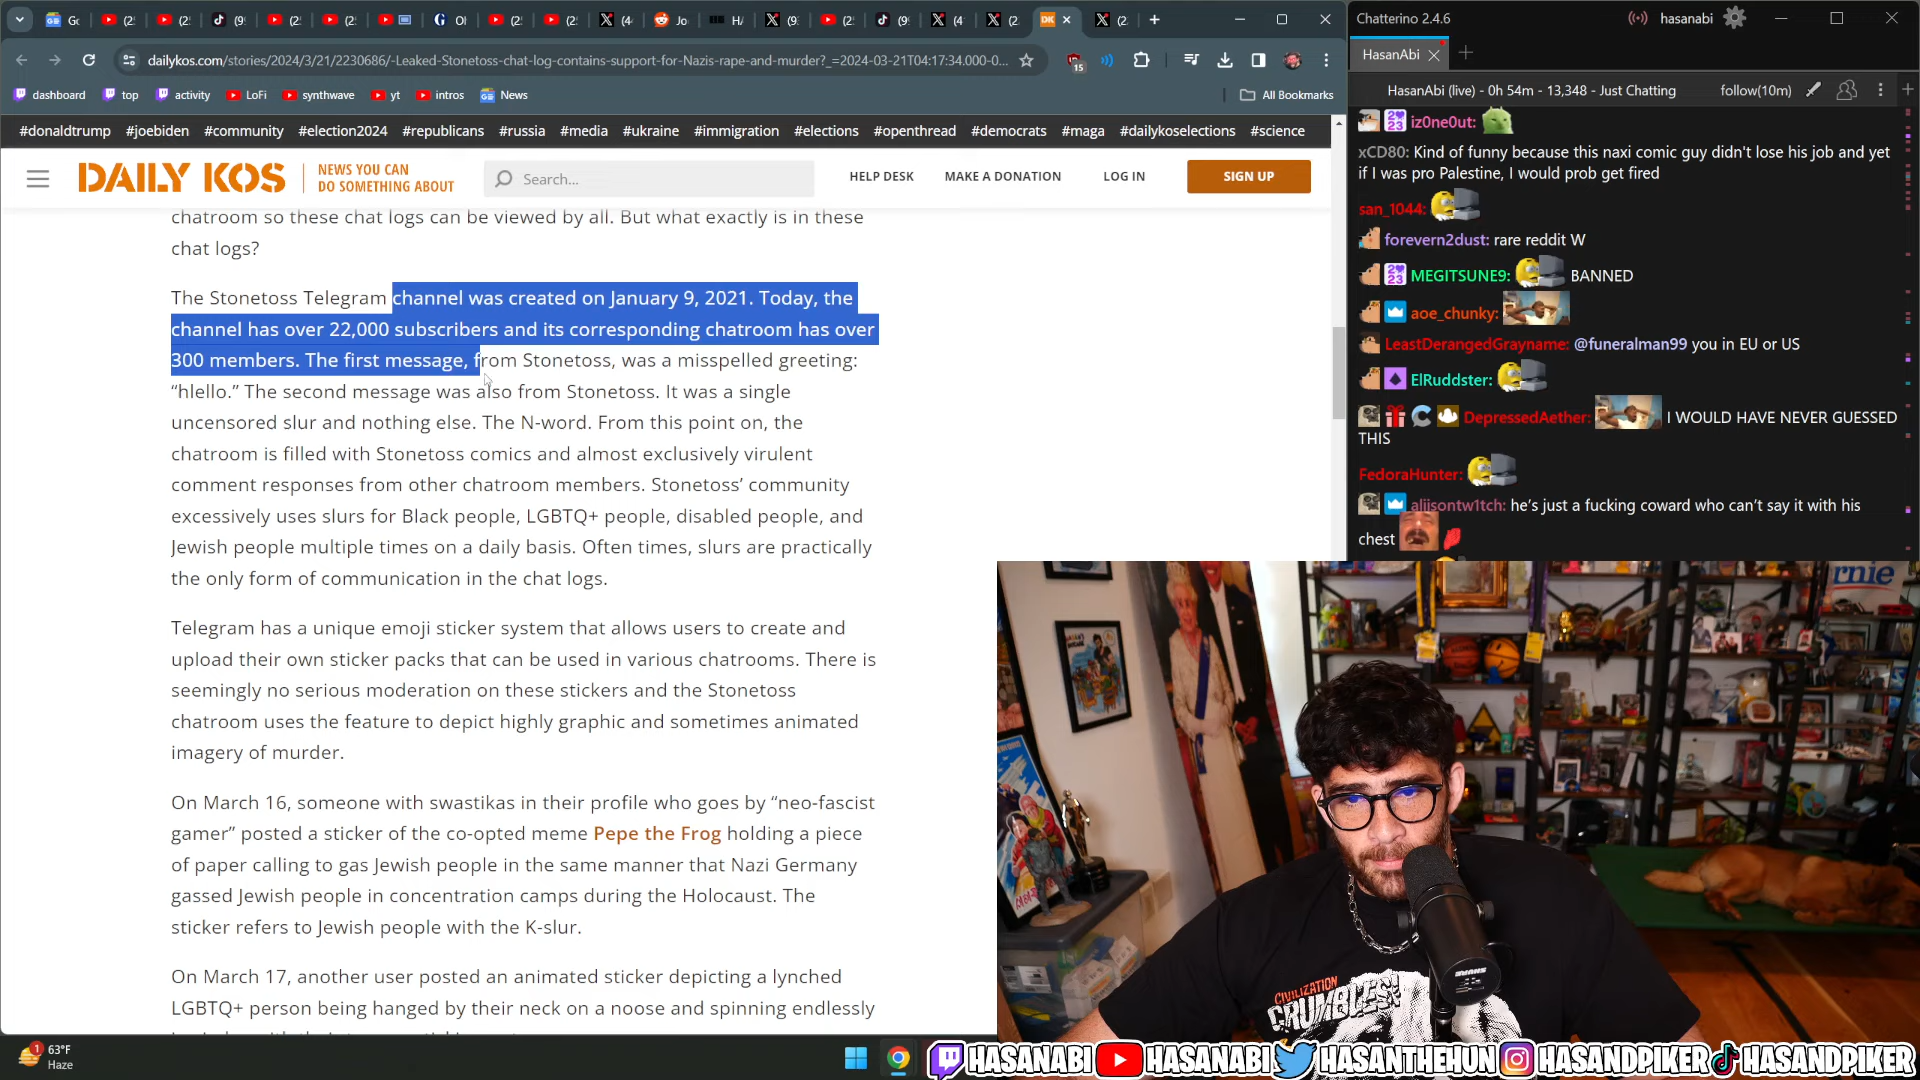 dailykos.com/stories/2024/3/21/2230686/-Leaked-Stonetoss-chat-log-contains-support-for-Nazis-rape-and-murder?_=2024-03-21T04:17:34.000-0...
15
dashboard
top
activity
LoFi
synthwave
yt
intros
News
All Bookmarks
#donaldtrump #joebiden #community #election2024 #republicans #russia #media #ukraine #immigration #elections #openthread #democrats #maga #dailykoselections #science
DAILY KOS
NEWS YOU CAN
DO SOMETHING ABOUT
Search...
HELP DESK
MAKE A DONATION
LOG IN
SIGN UP
chatroom so these chat logs can be viewed by all. But what exactly is in these
chat logs?
The Stonetoss Telegram channel was created on January 9, 2021. Today, the
channel has over 22,000 subscribers and its corresponding chatroom has over
300 members. The first message, from Stonetoss, was a misspelled greeting:
“hlello.” The second message was also from Stonetoss. It was a single
uncensored slur and nothing else. The N-word. From this point on, the
chatroom is filled with Stonetoss comics and almost exclusively virulent
comment responses from other chatroom members. Stonetoss’ community
excessively uses slurs for Black people, LGBTQ+ people, disabled people, and
Jewish people multiple times on a daily basis. Often times, slurs are practically
the only form of communication in the chat logs.
Telegram has a unique emoji sticker system that allows users to create and
upload their own sticker packs that can be used in various chatrooms. There is
seemingly no serious moderation on these stickers and the Stonetoss
chatroom uses the feature to depict highly graphic and sometimes animated
imagery of murder.
On March 16, someone with swastikas in their profile who goes by “neo-fascist
gamer” posted a sticker of the co-opted meme Pepe the Frog holding a piece
of paper calling to gas Jewish people in the same manner that Nazi Germany
gassed Jewish people in concentration camps during the Holocaust. The
sticker refers to Jewish people with the K-slur.
On March 17, another user posted an animated sticker depicting a lynched
LGBTQ+ person being hanged by their neck on a noose and spinning endlessly
Chatterino 2.4.6
hasanabi
HasanAbi
HasanAbi (live) - 0h 54m - 13,348 - Just Chatting
follow(10m)
iz0ne0ut:
xCD80: Kind of funny because this naxi comic guy didn't lose his job and yet
if I was pro Palestine, I would prob get fired
san_1044:
forevern2dust: rare reddit W
MEGITSUNE9: BANNED
aoe_chunky:
LeastDerangedGrayname: @funeralman99 you in EU or US
ElRuddster:
DepressedAether: I WOULD HAVE NEVER GUESSED
THIS
FedoraHunter:
aliisontw1tch: he's just a fucking coward who can't say it with his
chest
rnie
CIVILIZATION
CRUMBLES!
1
63°F
Haze
HASANABI HASANABI HASANTHEHUN HASANDPIKER HASANDPIKER